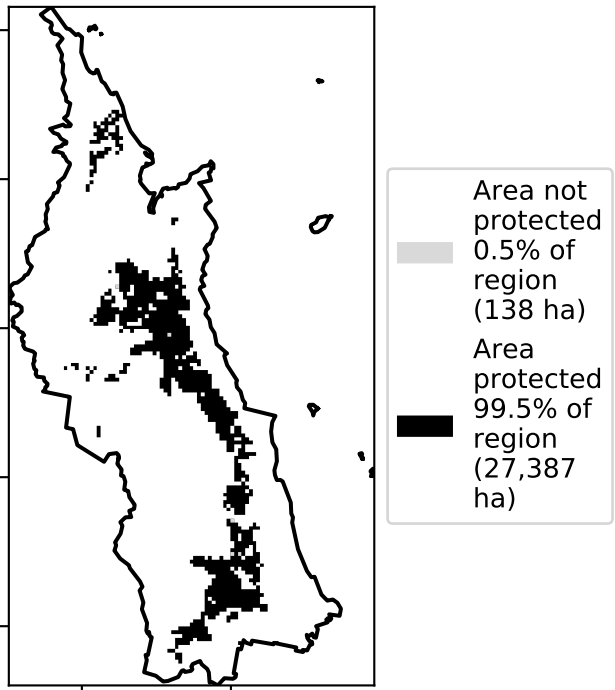 Area not
protected
0.5% of
region
(138 ha)
Area
protected
99.5% of
region
(27,387
ha)